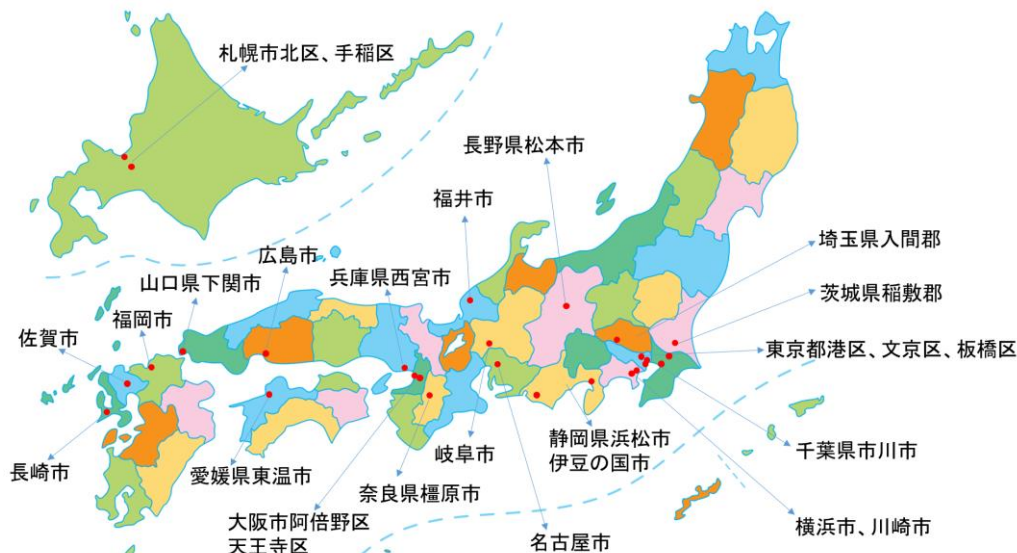 札幌市北区、手稲区
長野県松本市
福井市
埼玉県入間郡
広島市
兵庫県西宮市
山口県下関市
茨城県稲敷郡
福岡市
佐賀市
東京都港区、文京区、板橋区
静岡県浜松市
伊豆の国市
千葉県市川市
岐阜市
長崎市
愛媛県東温市
奈良県橿原市
大阪市阿倍野区
天王寺区
名古屋市
横浜市、川崎市